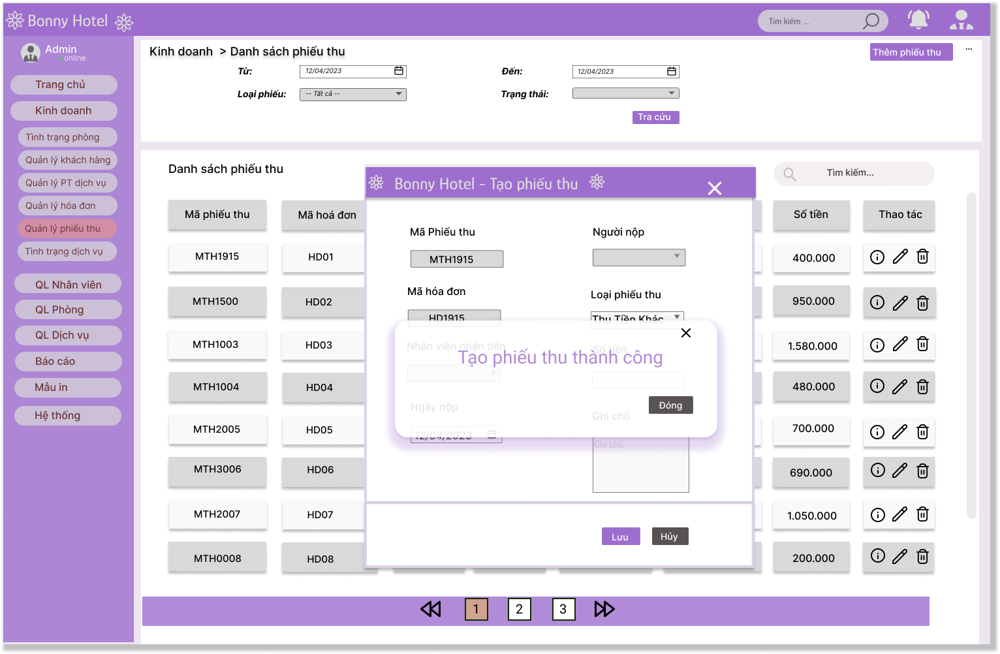 Bonny Hotel
Tìm kiếm ....
Admin
online
Trang chủ
Kinh doanh
Tình trạng phòng
Quản lý khách hàng
Quản lý PT dịch vụ
Quản lý hóa đơn
Quản lý phiếu thu
Tình trạng dịch vụ
QL Nhân viên
QL Phòng
QL Dịch vụ
Báo cáo
Mẫu in
Hệ thống
Kinh doanh > Danh sách phiếu thu
Thêm phiếu thu
...
Từ:
12/04/2023
Đến:
12/04/2023
Loại phiếu:
-- Tất cả --
Trạng thái:
Tra cứu
Danh sách phiếu thu
Tìm kiếm...
Mã phiếu thu
Mã hoá đơn
Số tiền
Thao tác
MTH1915
HD01
400.000
MTH1500
HD02
950.000
MTH1003
HD03
1.580.000
MTH1004
HD04
480.000
MTH2005
HD05
700.000
MTH3006
HD06
690.000
MTH2007
HD07
1.050.000
MTH0008
HD08
200.000
Bonny Hotel - Tạo phiếu thu
Mã Phiếu thu
Người nộp
MTH1915
Mã hóa đơn
Loại phiếu thu
HD1915
Thu Tiền Khác
Nhân viên nhận tiền
Số tiền
Tạo phiếu thu thành công
Đóng
Ngày nộp
Ghi chú
12/04/2023
Ghi chú
Lưu
Hủy
1
2
3